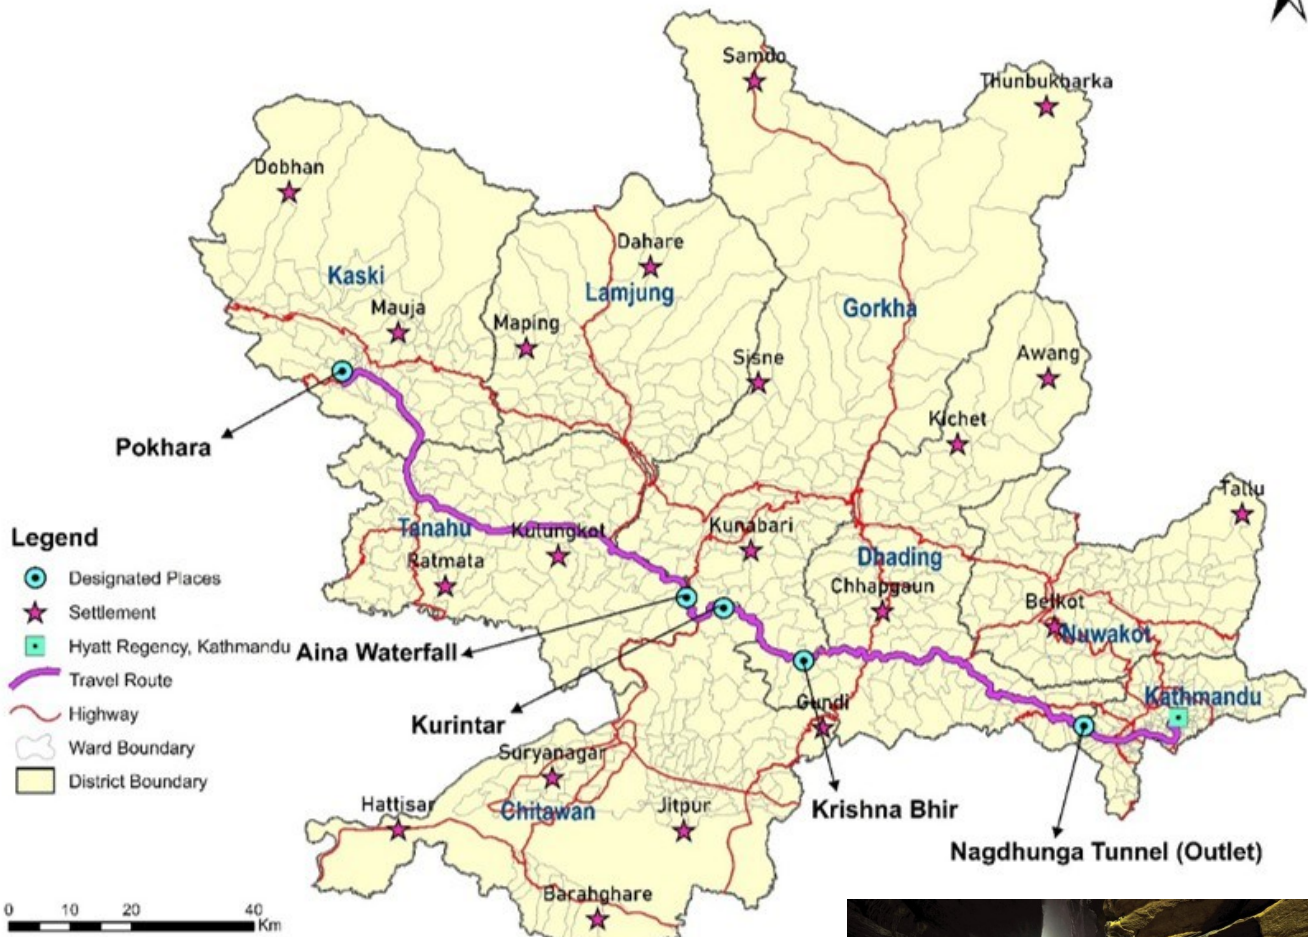 Samdo
Thunbukharka
Dobhan
Dahare
Kaski
Lamjung
Gorkha
Mauja
Maping
Sisne
Awang
Kichet
Pokhara
Tallu
Legend
Tanahu
Kulungkot
Kunabari
Dhading
Designated Places
Ratmata
Chhapgaun
Settlement
Belkot
Nuwakot
Hyatt Regency, Kathmandu
Aina Waterfall
Travel Route
Kathmandu
Highway
Kurintar
Gundi
Ward Boundary
Suryanagar
District Boundary
Hattisar
Chitawan
Jitpur
Krishna Bhir
Nagdhunga Tunnel (Outlet)
Barahghare
0 10 20 40
Km